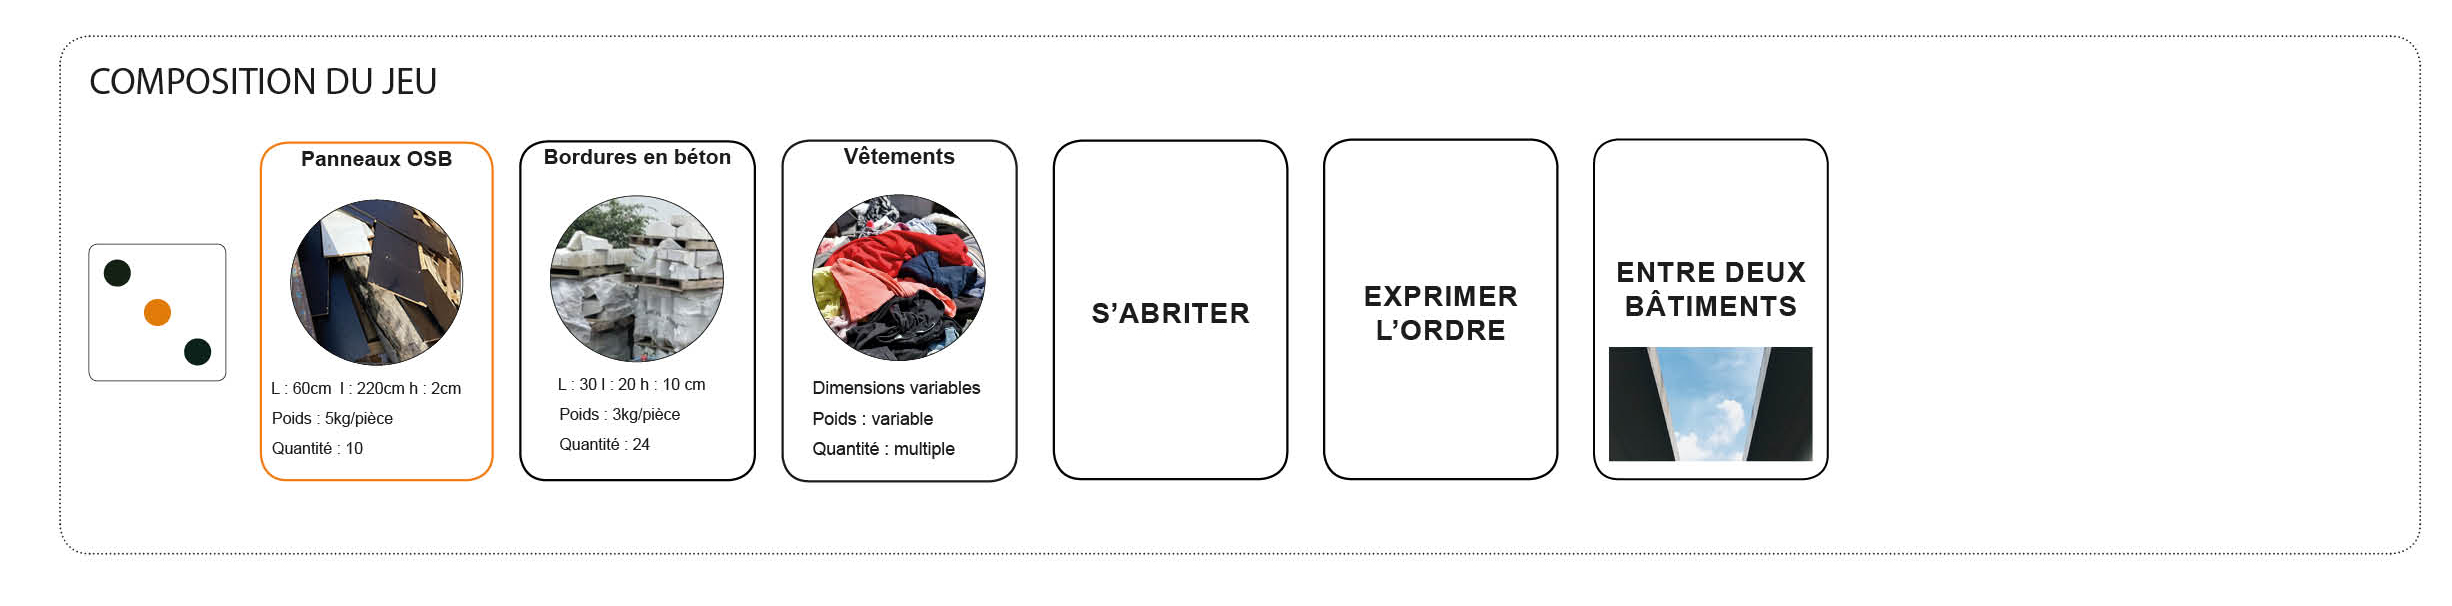 COMPOSITION DU JEU
Panneaux OSB
L : 60cm l : 220cm h : 2cm
Poids : 5kg/pièce
Quantité : 10
Bordures en béton
L : 30 l : 20 h : 10 cm
Poids : 3kg/pièce
Quantité : 24
Vêtements
Dimensions variables
Poids : variable
Quantité : multiple
S’ABRITER
EXPRIMER
L’ORDRE
ENTRE DEUX
BÂTIMENTS